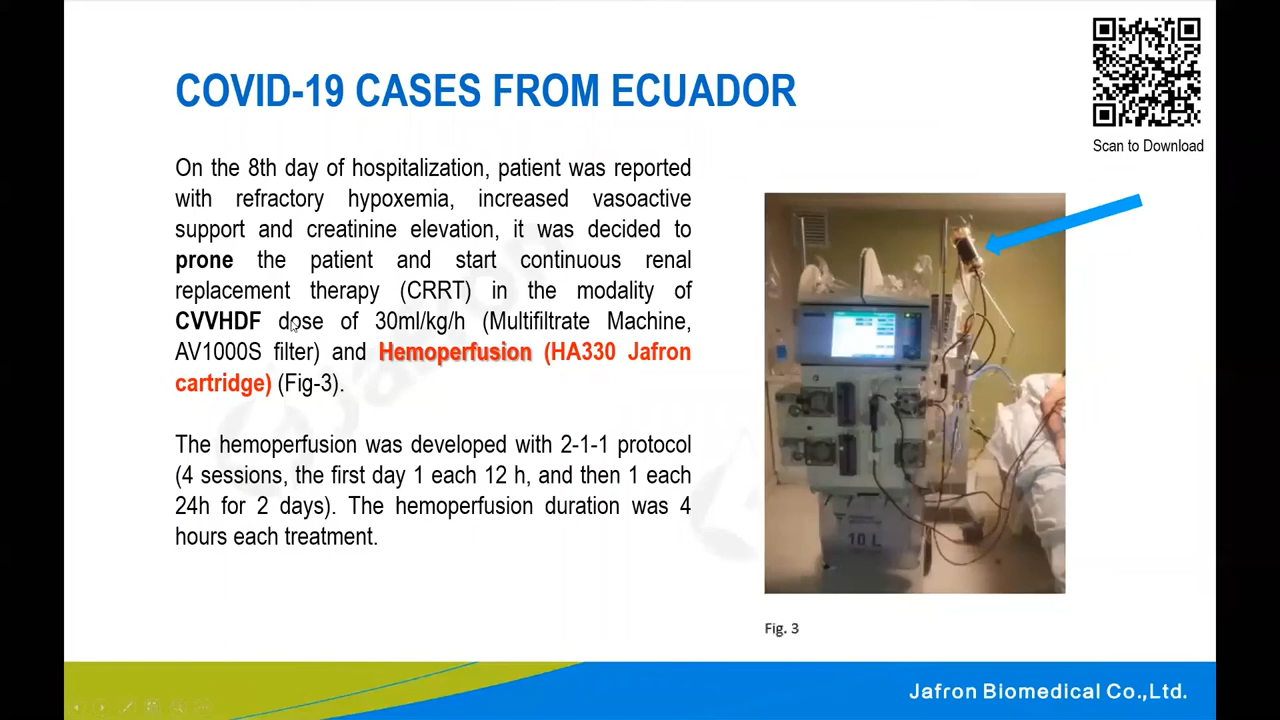 COVID-19 CASES FROM ECUADOR
Scan to Download
On the 8th day of hospitalization, patient was reported
with refractory hypoxemia, increased vasoactive
support and creatinine elevation, it was decided to
prone the patient and start continuous renal
replacement therapy (CRRT) in the modality of
CVVHDF dose of 30ml/kg/h (Multifiltrate Machine,
AV1000S filter) and Hemoperfusion (HA330 Jafron
cartridge) (Fig-3).
The hemoperfusion was developed with 2-1-1 protocol
(4 sessions, the first day 1 each 12 h, and then 1 each
24h for 2 days). The hemoperfusion duration was 4
hours each treatment.
10 L
Fig. 3
Jafron
Jafron Biomedical Co.,Ltd.